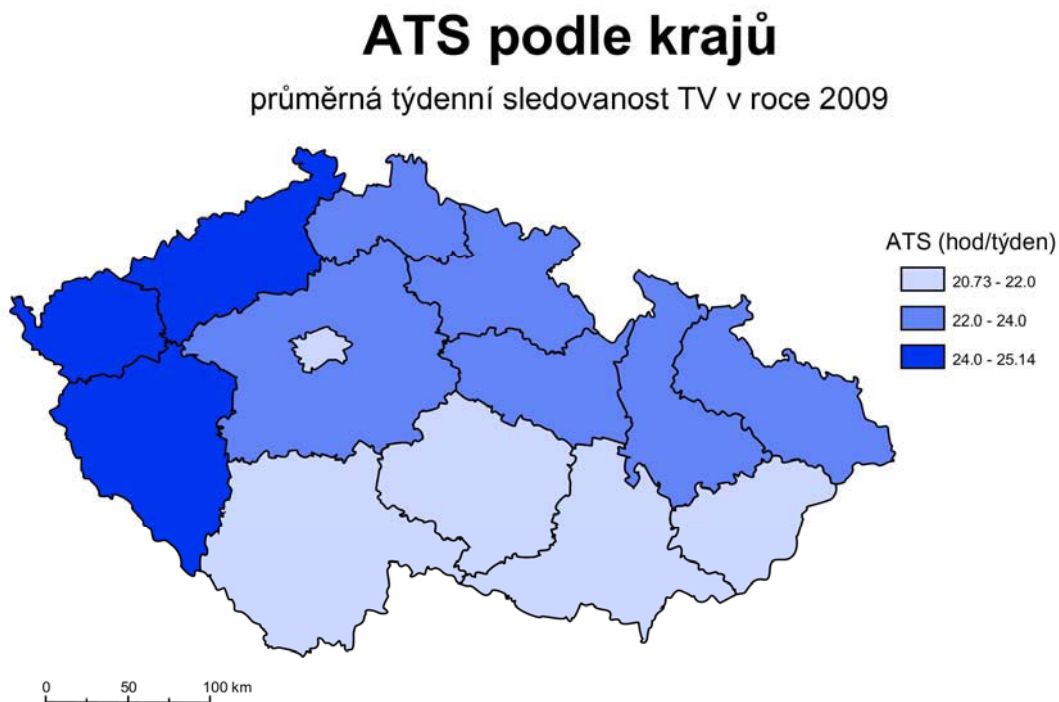 ATS podle krajů
průměrná týdenní sledovanost TV v roce 2009
ATS (hod/týden)
20.73 - 22.0
22.0 - 24.0
24.0 - 25.14
0 50 100 km